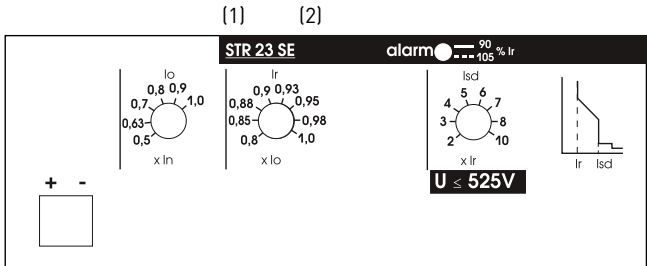 (1) (2)
STR 23 SE alarm 90 105 % Ir
Io
0,5 0,63 0,7 0,8 0,9 1,0
x In
Ir
0,8 0,85 0,88 0,9 0,93 0,95 0,98 1,0
x Io
Isd
2 3 4 5 6 7 8 10
x Ir
U ≤ 525V
Ir Isd
+ -